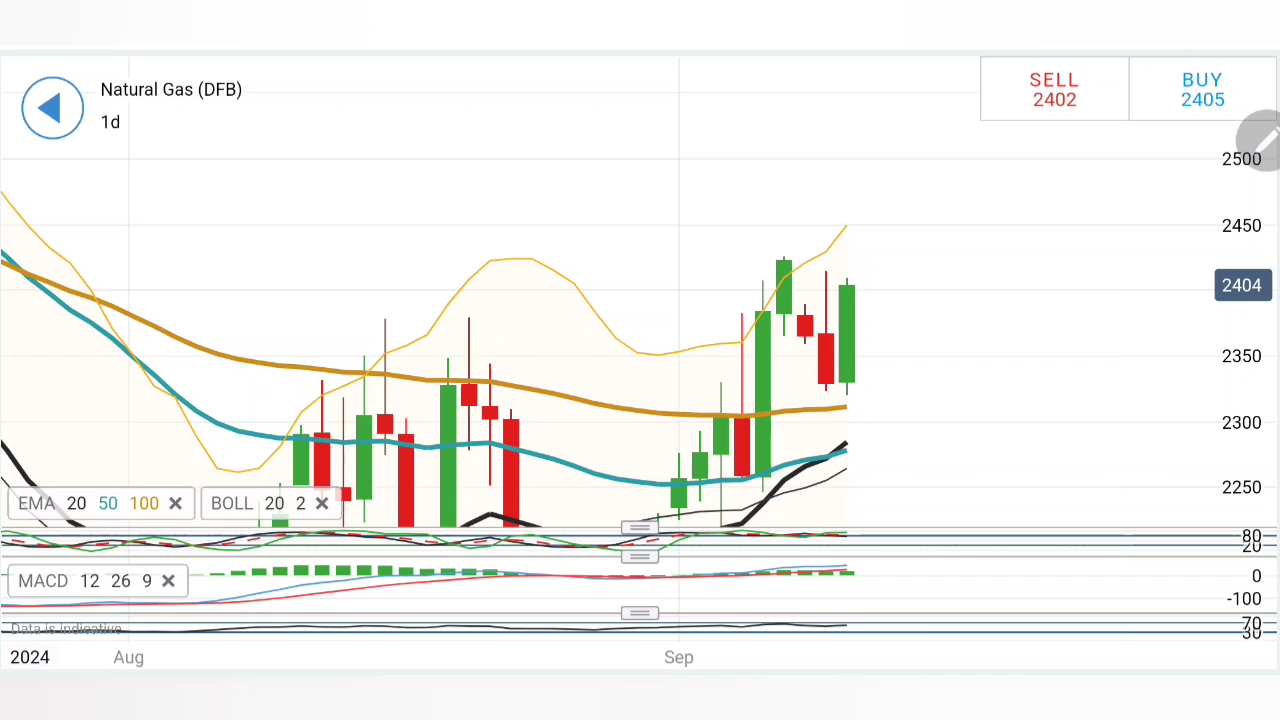 Natural Gas (DFB)
1d
SELL
2402
BUY
2405
2500
2450
2404
2350
2300
2250
EMA 20 50 100 ×
BOLL 20 2 ×
80
20
MACD 12 26 9 ×
0
-100
Data is indicative
70
30
2024 Aug Sep